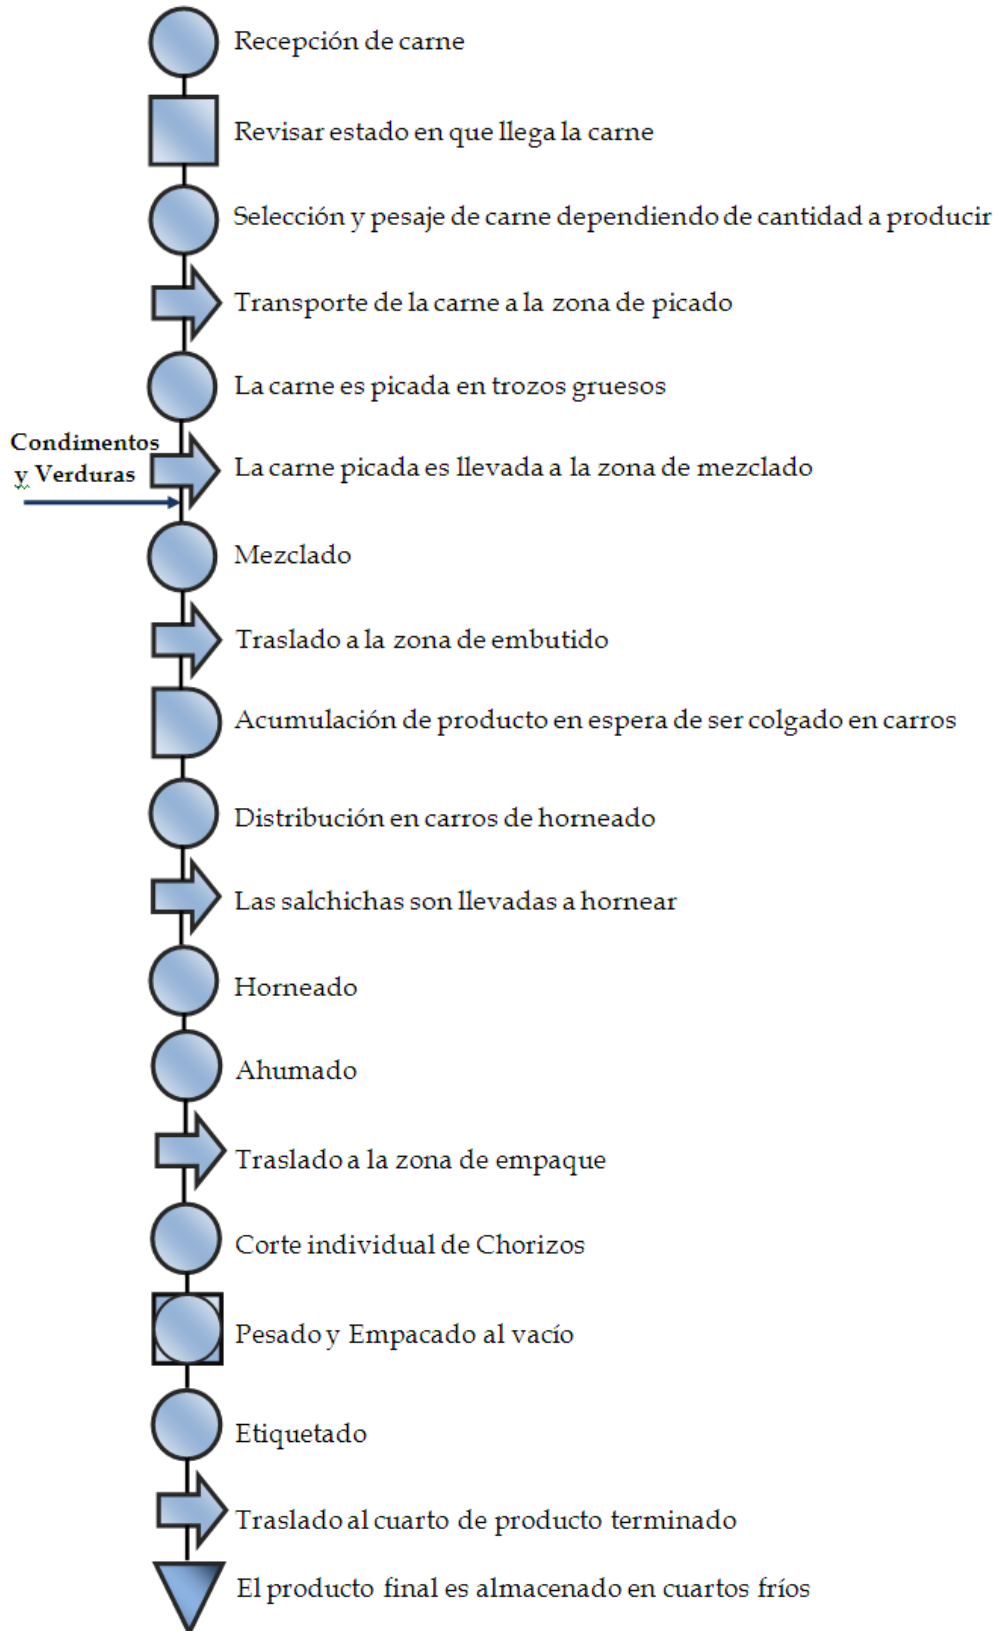 Recepción de carne
Revisar estado en que llega la carne
Selección y pesaje de carne dependiendo de cantidad a producir
Transporte de la carne a la zona de picado
La carne es picada en trozos gruesos
Condimentos
y Verduras
La carne picada es llevada a la zona de mezclado
Mezclado
Traslado a la zona de embutido
Acumulación de producto en espera de ser colgado en carros
Distribución en carros de horneado
Las salchichas son llevadas a hornear
Horneado
Ahumado
Traslado a la zona de empaque
Corte individual de Chorizos
Pesado y Empacado al vacío
Etiquetado
Traslado al cuarto de producto terminado
El producto final es almacenado en cuartos fríos